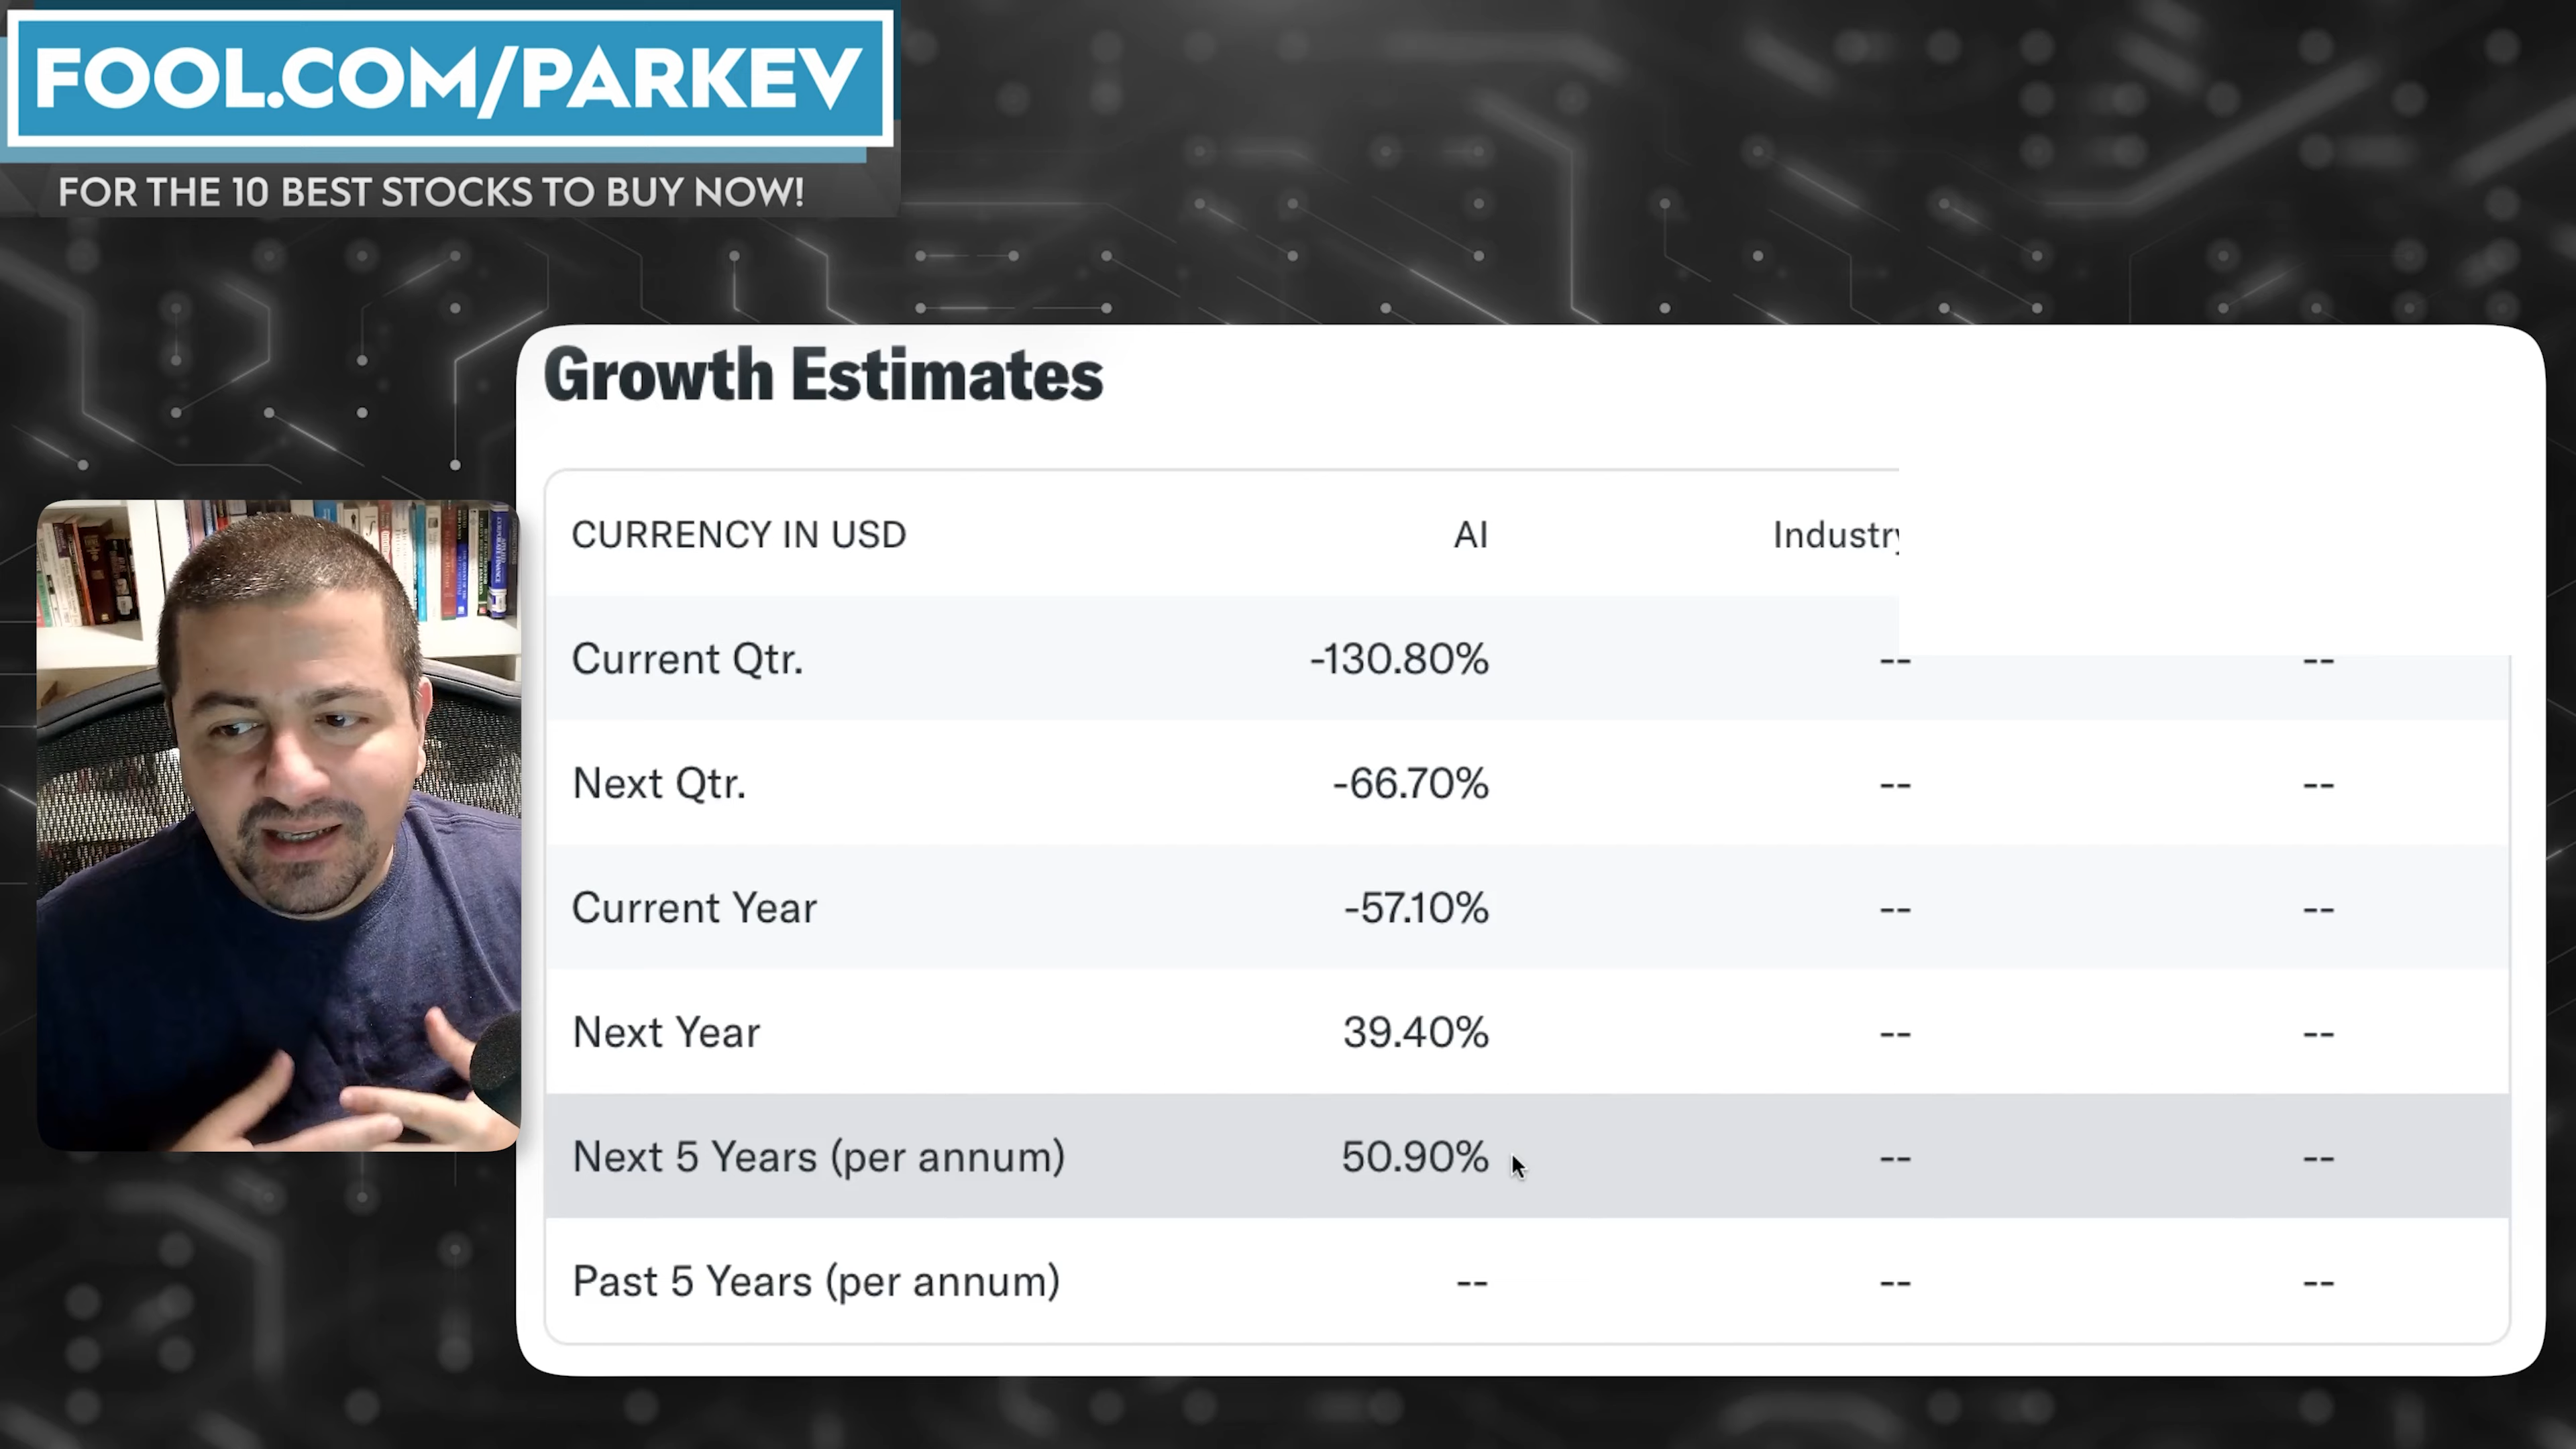 FOOL.COM/PARKEV
FOR THE 10 BEST STOCKS TO BUY NOW!
Growth Estimates
CURRENCY IN USD AI Industry
Current Qtr. -130.80% -- --
Next Qtr. -66.70% -- --
Current Year -57.10% -- --
Next Year 39.40% -- --
Next 5 Years (per annum) 50.90% -- --
Past 5 Years (per annum) -- -- --